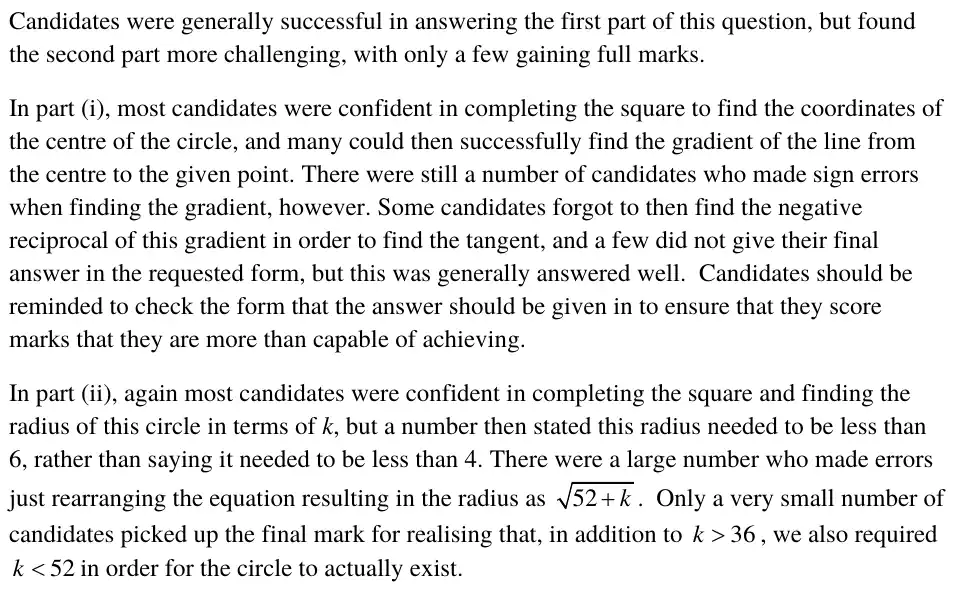 Candidates were generally successful in answering the first part of this question, but found
the second part more challenging, with only a few gaining full marks.
In part (i), most candidates were confident in completing the square to find the coordinates of
the centre of the circle, and many could then successfully find the gradient of the line from
the centre to the given point. There were still a number of candidates who made sign errors
when finding the gradient, however. Some candidates forgot to then find the negative
reciprocal of this gradient in order to find the tangent, and a few did not give their final
answer in the requested form, but this was generally answered well.  Candidates should be
reminded to check the form that the answer should be given in to ensure that they score
marks that they are more than capable of achieving.
In part (ii), again most candidates were confident in completing the square and finding the
radius of this circle in terms of k, but a number then stated this radius needed to be less than
6, rather than saying it needed to be less than 4. There were a large number who made errors
just rearranging the equation resulting in the radius as √52+k .  Only a very small number of
candidates picked up the final mark for realising that, in addition to k > 36 , we also required
k < 52 in order for the circle to actually exist.